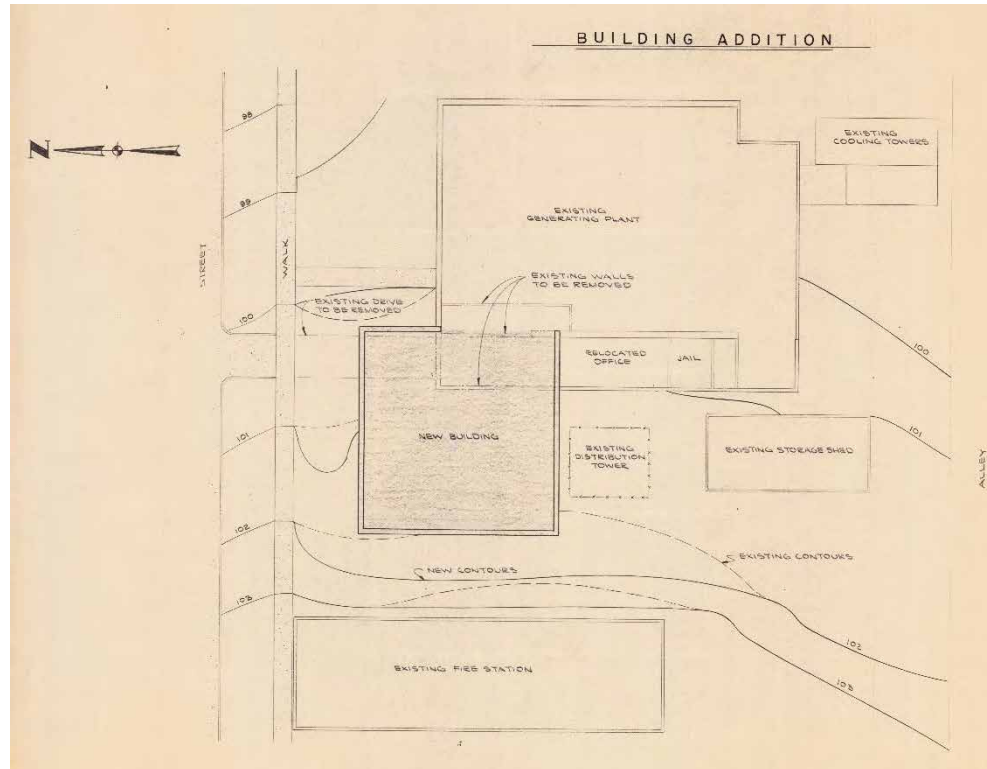 BUILDING ADDITION
N
98
99
100
101
102
103
STREET
WALK
EXISTING
COOLING TOWERS
EXISTING
GENERATING PLANT
EXISTING WALLS
TO BE REMOVED
EXISTING DRIVE
TO BE REMOVED
RELOCATED
OFFICE
JAIL
100
NEW BUILDING
EXISTING
DISTRIBUTION
TOWER
EXISTING STORAGE SHED
101
ALLEY
EXISTING CONTOURS
NEW CONTOURS
102
103
EXISTING FIRE STATION